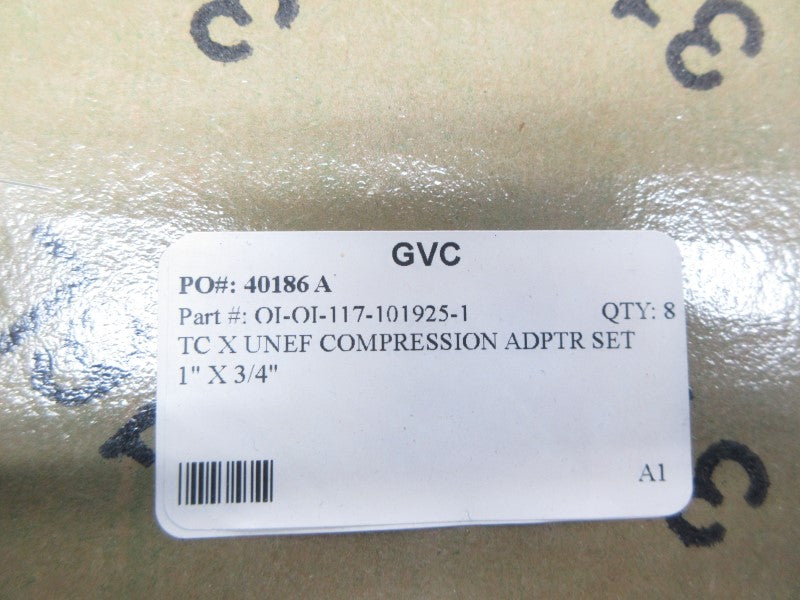 GVC
PO#: 40186 A
Part #: OI-OI-117-101925-1 QTY: 8
TC X UNEF COMPRESSION ADPTR SET
1" X 3/4"
A1